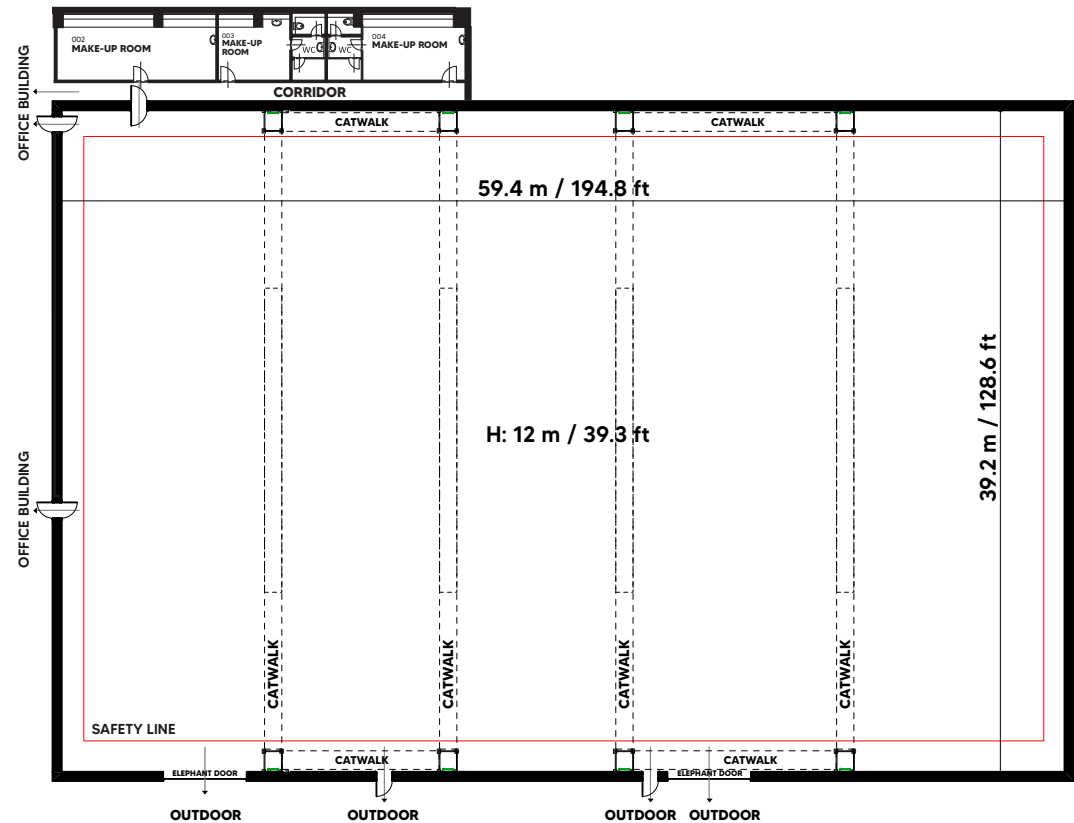 002
MAKE-UP ROOM
003
MAKE-UP
ROOM
WC
WC
004
MAKE-UP ROOM
CORRIDOR
OFFICE BUILDING
CATWALK
CATWALK
59.4 m / 194.8 ft
39.2 m / 128.6 ft
H: 12 m / 39.3 ft
OFFICE BUILDING
CATWALK
CATWALK
CATWALK
CATWALK
SAFETY LINE
CATWALK
CATWALK
ELEPHANT DOOR
ELEPHANT DOOR
OUTDOOR
OUTDOOR
OUTDOOR
OUTDOOR